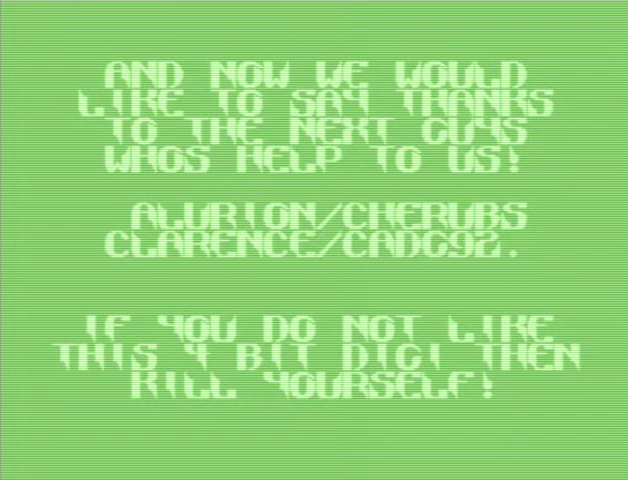 AND NOW WE WOULD
LIKE TO SAY THANKS
TO THE NEXT GUYS
WHOS HELP TO US!
ALURION/CHERUBS
CLARENCE/CADG92.
IF YOU DO NOT LIKE
THIS 4 BIT DIGI THEN
KILL YOURSELF!